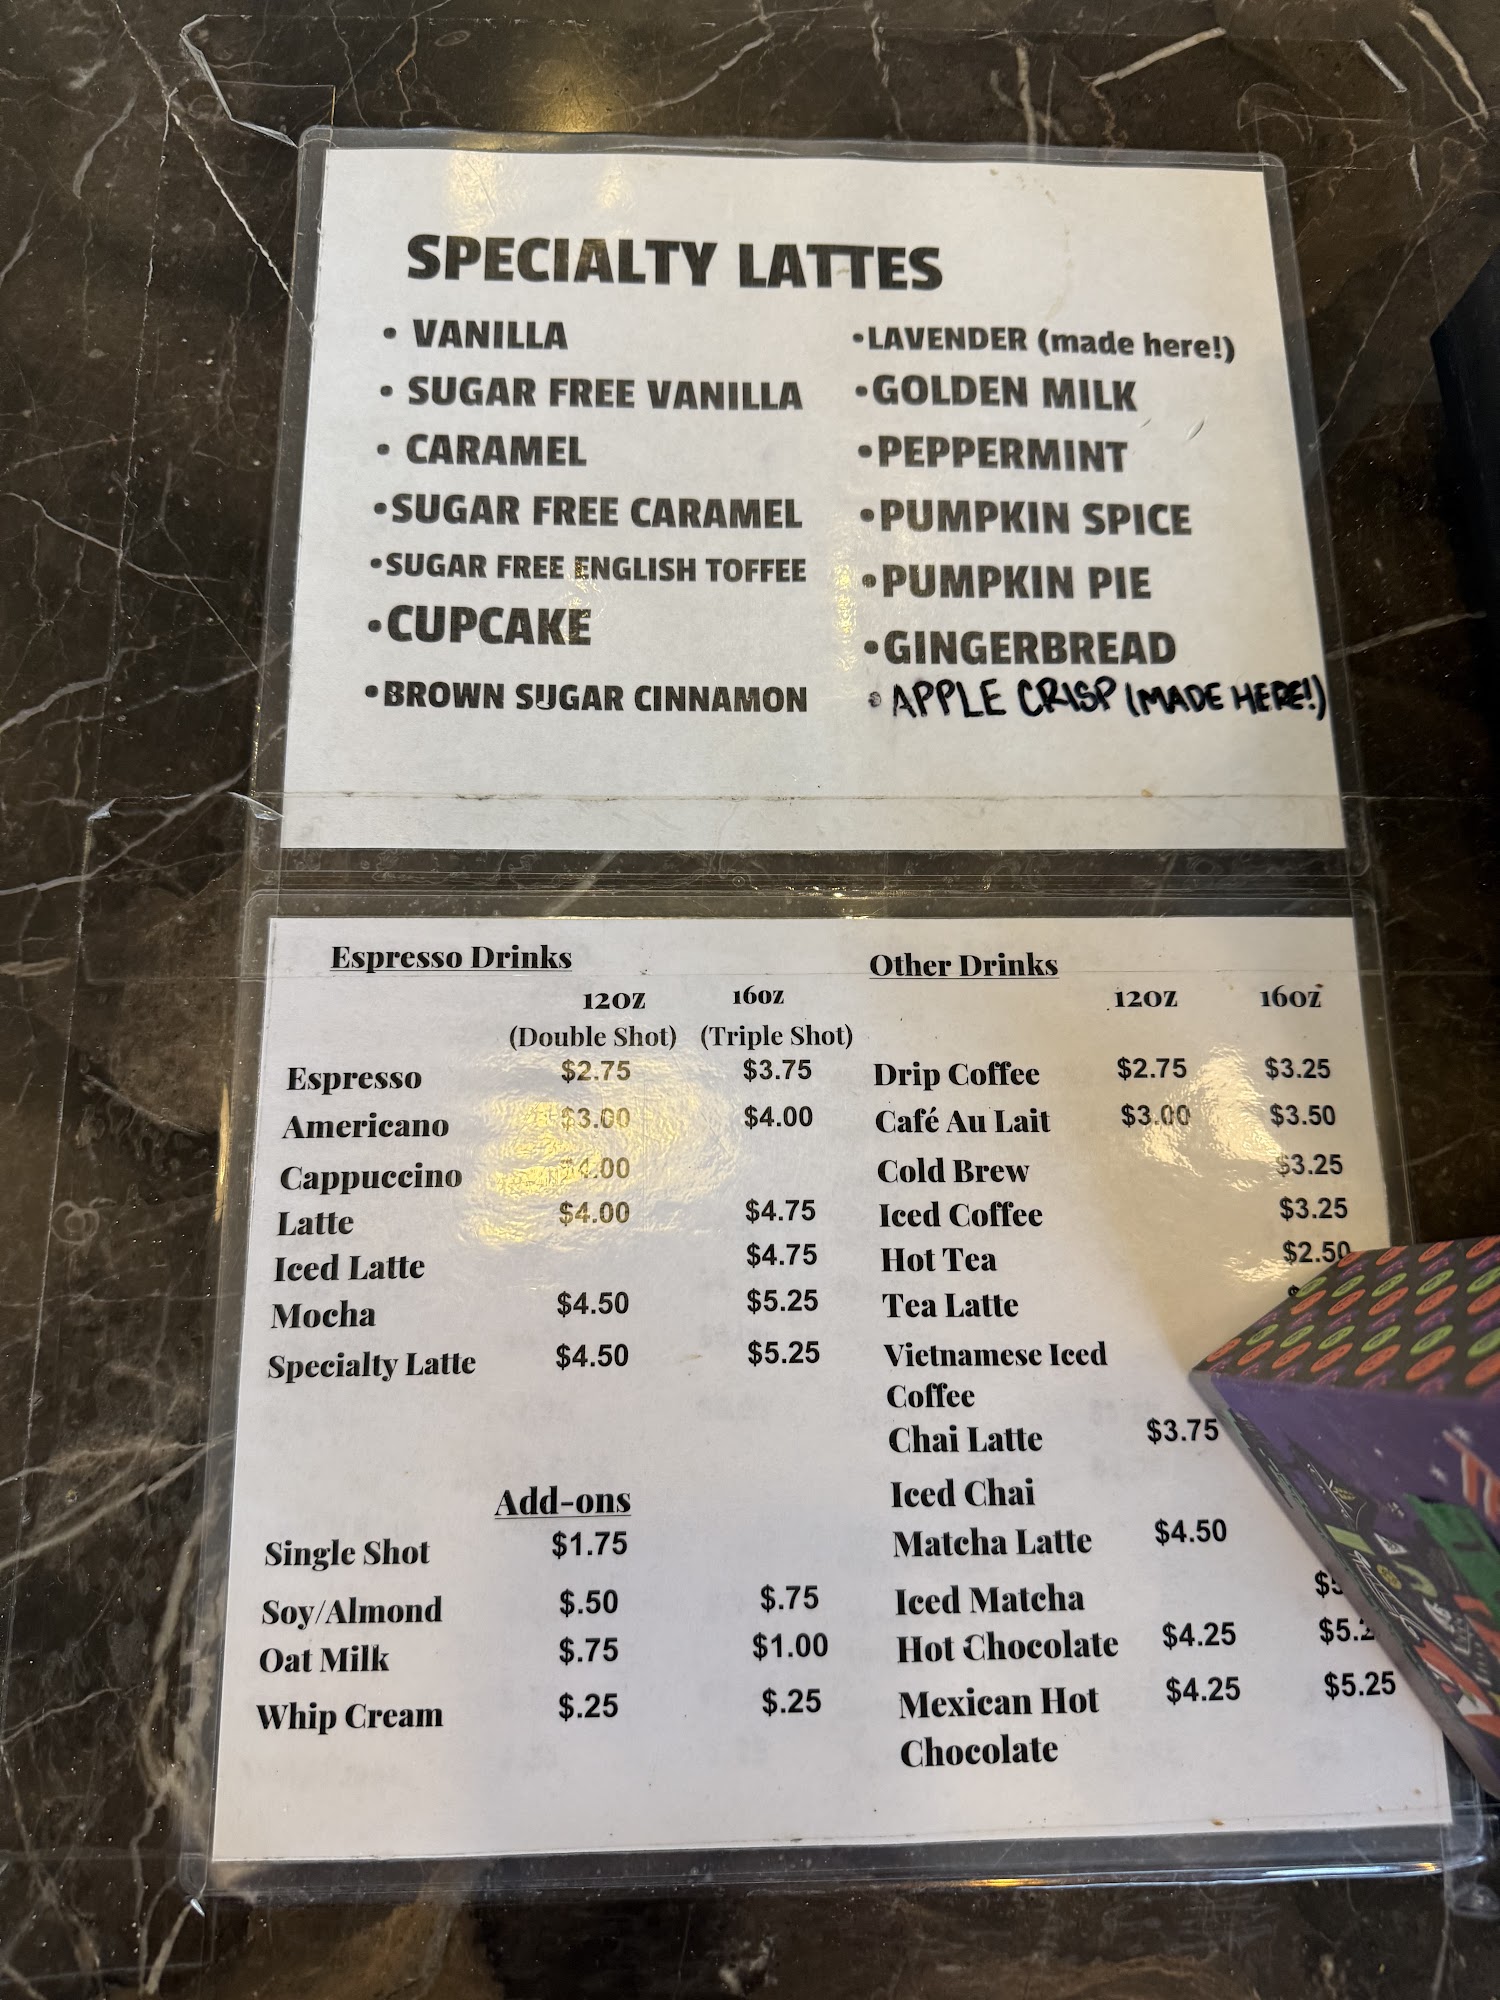 SPECIALTY LATTES
• VANILLA
• SUGAR FREE VANILLA
• CARAMEL
•SUGAR FREE CARAMEL
•SUGAR FREE ENGLISH TOFFEE
•CUPCAKE
•BROWN SUGAR CINNAMON
•LAVENDER (made here!)
•GOLDEN MILK
•PEPPERMINT
•PUMPKIN SPICE
•PUMPKIN PIE
•GINGERBREAD
• APPLE CRISP (MADE HERE!)
Espresso Drinks
12OZ 16OZ
(Double Shot) (Triple Shot)
Espresso $2.75 $3.75
Americano $3.00 $4.00
Cappuccino $4.00
Latte $4.00 $4.75
Iced Latte $4.75
Mocha $4.50 $5.25
Specialty Latte $4.50 $5.25
Add-ons
Single Shot $1.75
Soy/Almond $.50 $.75
Oat Milk $.75 $1.00
Whip Cream $.25 $.25
Other Drinks
12OZ 16OZ
Drip Coffee $2.75 $3.25
Café Au Lait $3.00 $3.50
Cold Brew $3.25
Iced Coffee $3.25
Hot Tea $2.50
Tea Latte
Vietnamese Iced
Coffee
Chai Latte $3.75
Iced Chai
Matcha Latte $4.50
Iced Matcha
Hot Chocolate $4.25
Mexican Hot $4.25 $5.25
Chocolate